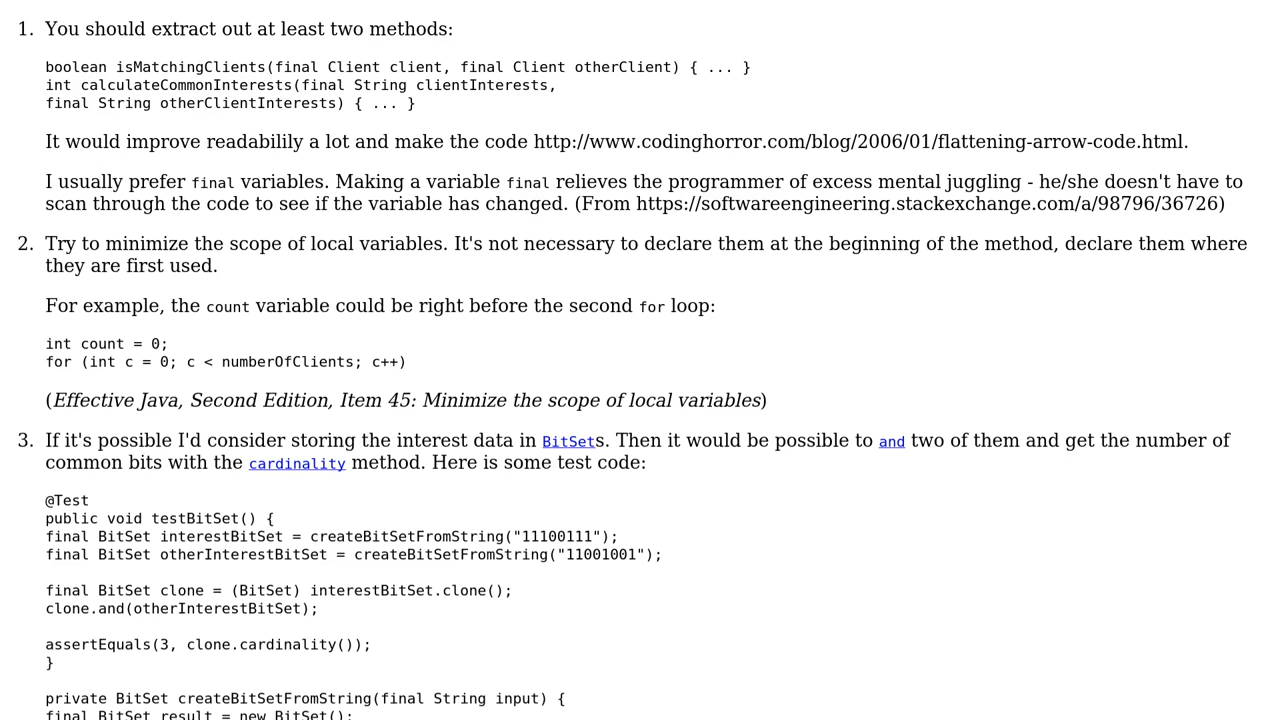 1. You should extract out at least two methods:
boolean isMatchingClients(final Client client, final Client otherClient) { ... }
int calculateCommonInterests(final String clientInterests,
final String otherClientInterests) { ... }
It would improve readabilily a lot and make the code http://www.codinghorror.com/blog/2006/01/flattening-arrow-code.html.
I usually prefer final variables. Making a variable final relieves the programmer of excess mental juggling - he/she doesn't have to
scan through the code to see if the variable has changed. (From https://softwareengineering.stackexchange.com/a/98796/36726)
2. Try to minimize the scope of local variables. It's not necessary to declare them at the beginning of the method, declare them where
they are first used.
For example, the count variable could be right before the second for loop:
int count = 0;
for (int c = 0; c < numberOfClients; c++)
(Effective Java, Second Edition, Item 45: Minimize the scope of local variables)
3. If it's possible I'd consider storing the interest data in BitSets. Then it would be possible to and two of them and get the number of
common bits with the cardinality method. Here is some test code:
@Test
public void testBitSet() {
final BitSet interestBitSet = createBitSetFromString("11100111");
final BitSet otherInterestBitSet = createBitSetFromString("11001001");
final BitSet clone = (BitSet) interestBitSet.clone();
clone.and(otherInterestBitSet);
assertEquals(3, clone.cardinality());
}
private BitSet createBitSetFromString(final String input) {
final BitSet result = new BitSet();